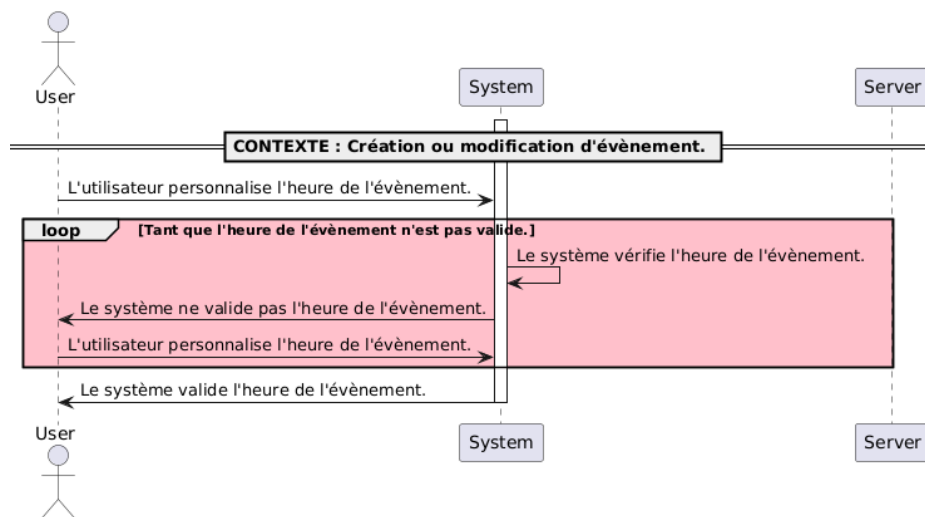 User
System
Server
CONTEXTE : Création ou modification d'évènement.
L'utilisateur personnalise l'heure de l'évènement.
loop
[Tant que l'heure de l'évènement n'est pas valide.]
Le système vérifie l'heure de l'évènement.
Le système ne valide pas l'heure de l'évènement.
L'utilisateur personnalise l'heure de l'évènement.
Le système valide l'heure de l'évènement.
User
System
Server